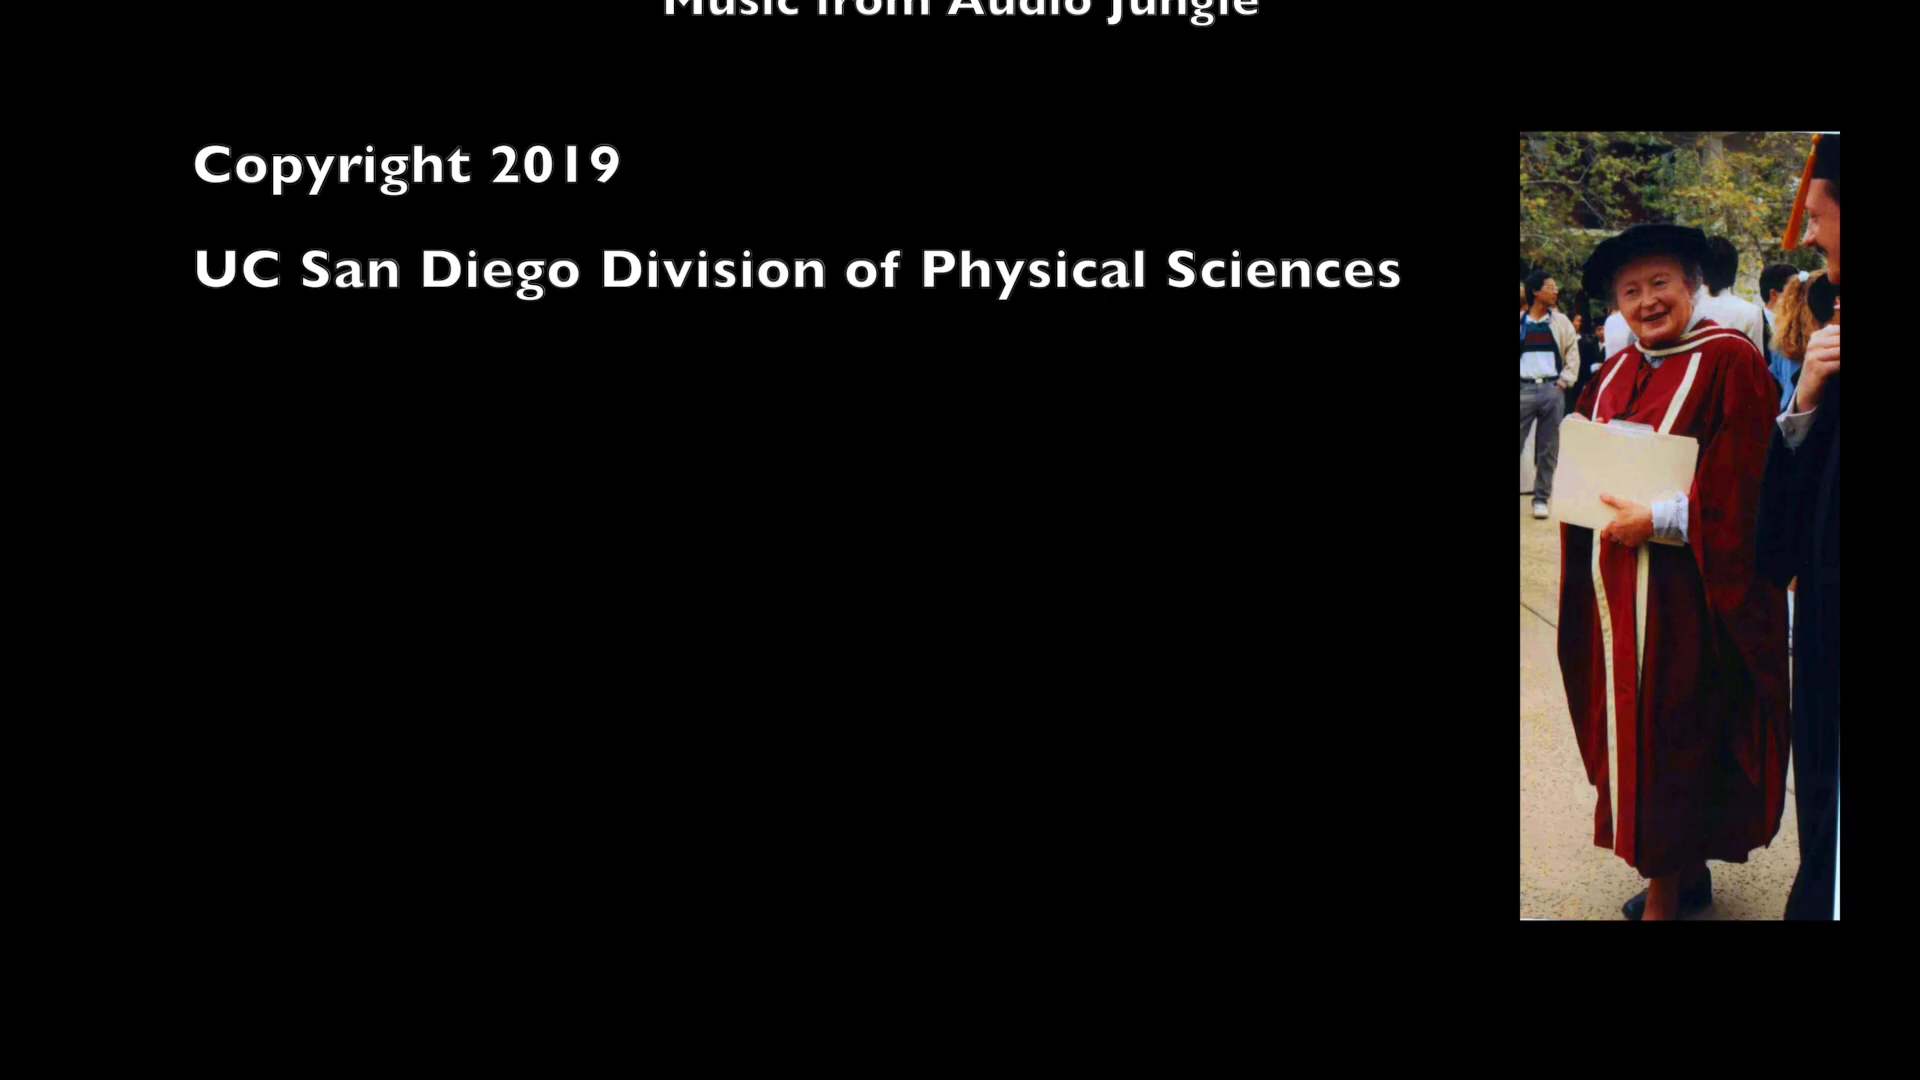 Music from Audio Jungle
Copyright 2019
UC San Diego Division of Physical Sciences